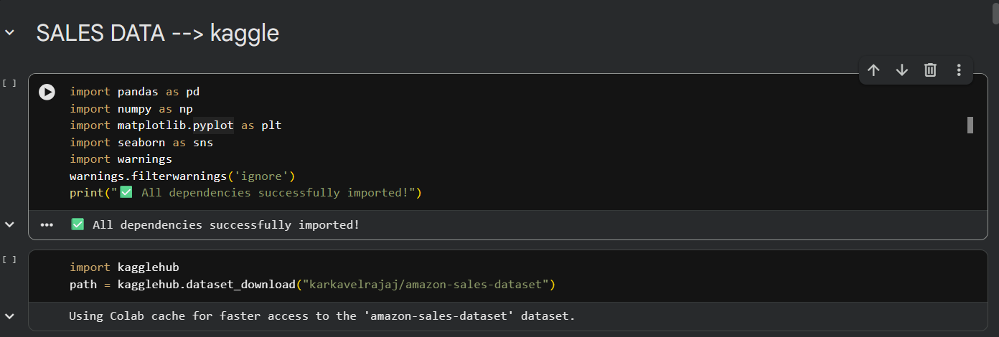 SALES DATA --> kaggle
[ ]
import pandas as pd
import numpy as np
import matplotlib.pyplot as plt
import seaborn as sns
import warnings
warnings.filterwarnings('ignore')
print("✅ All dependencies successfully imported!")
✅ All dependencies successfully imported!
[ ]
import kagglehub
path = kagglehub.dataset_download("karkavelrajaj/amazon-sales-dataset")
Using Colab cache for faster access to the 'amazon-sales-dataset' dataset.